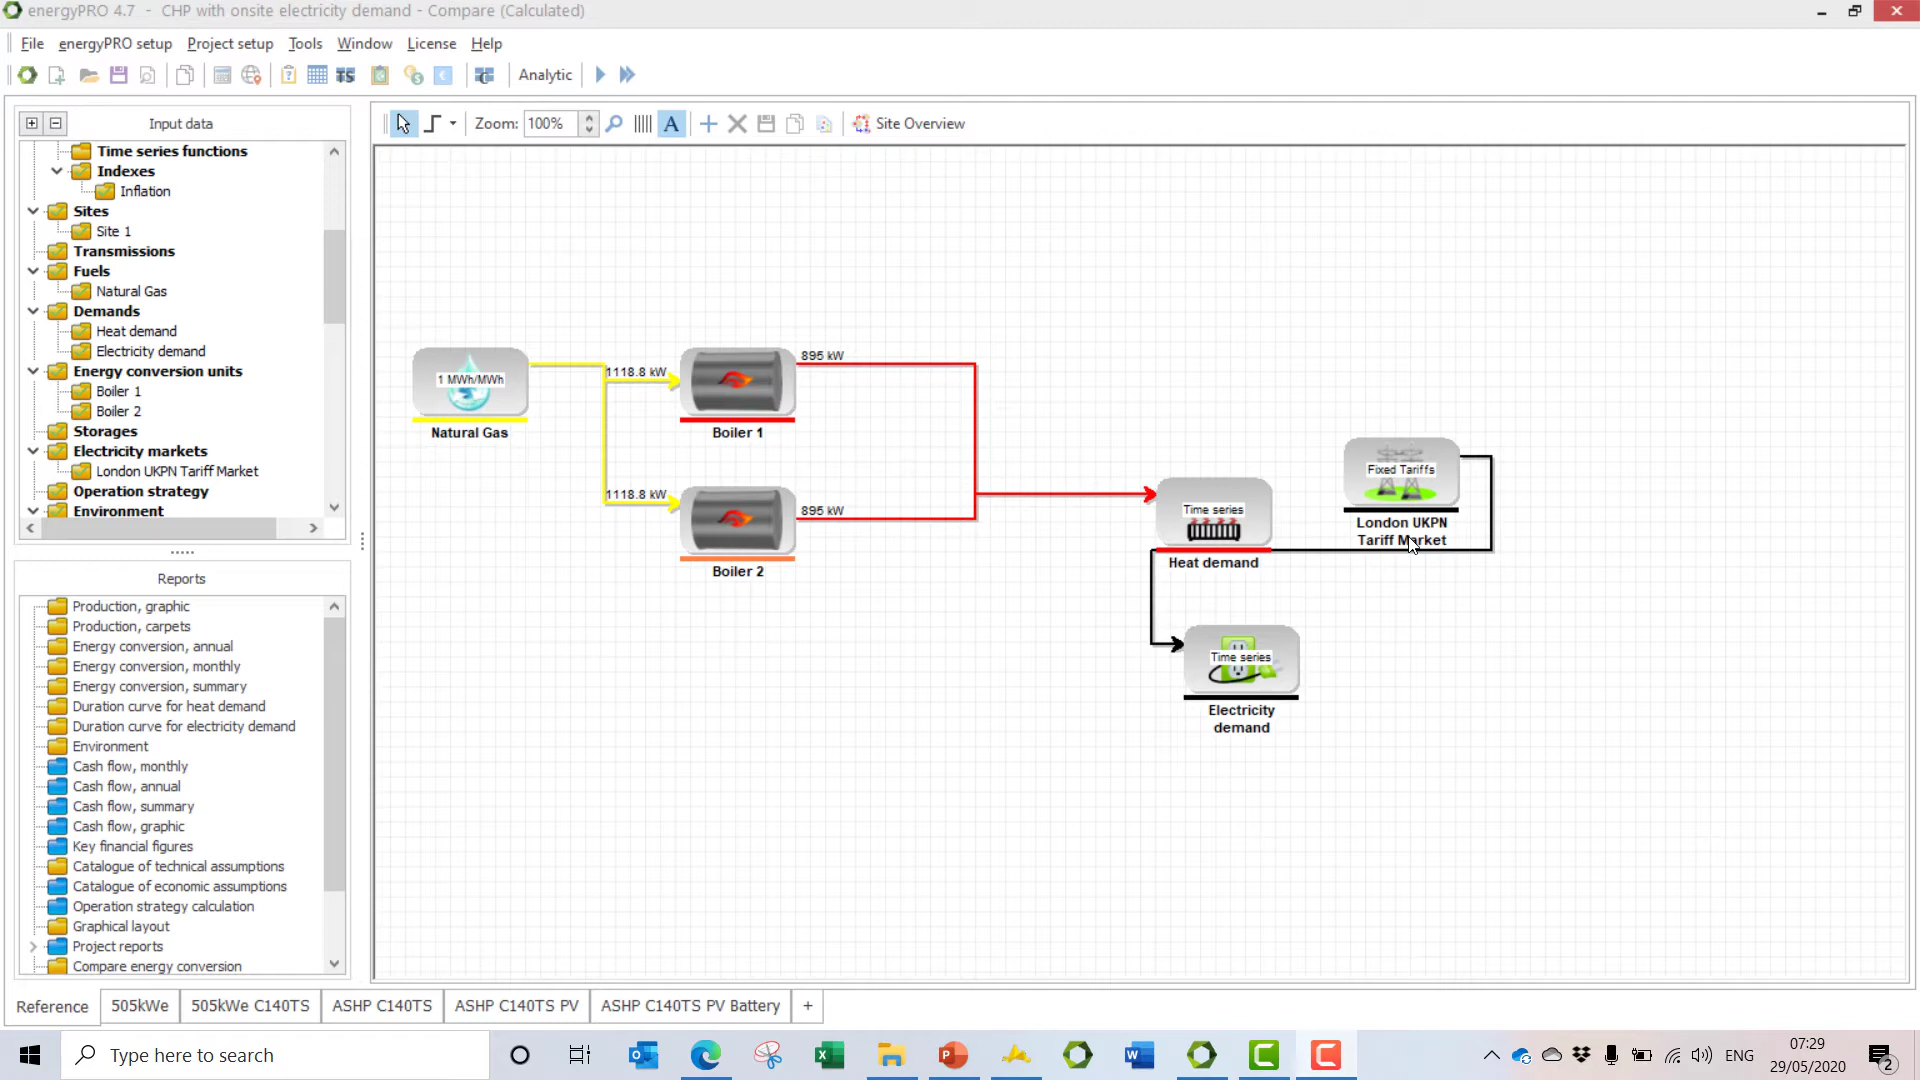 energyPRO 4.7 - CHP with onsite electricity demand - Compare (Calculated)
File energyPRO setup Project setup Tools Window License Help
TS Analytic
Input data
Zoom: 100% A Site Overview
Time series functions
Indexes
Inflation
Sites
Site 1
Transmissions
Fuels
Natural Gas
Demands
Heat demand
Electricity demand
Energy conversion units
Boiler 1
Boiler 2
Storages
Electricity markets
London UKPN Tariff Market
Operation strategy
Environment
Reports
Production, graphic
Production, carpets
Energy conversion, annual
Energy conversion, monthly
Energy conversion, summary
Duration curve for heat demand
Duration curve for electricity demand
Environment
Cash flow, monthly
Cash flow, annual
Cash flow, summary
Cash flow, graphic
Key financial figures
Catalogue of technical assumptions
Catalogue of economic assumptions
Operation strategy calculation
Graphical layout
Project reports
Compare energy conversion
1 MWh/MWh
Natural Gas
1118.8 kW
895 kW
Boiler 1
1118.8 kW
895 kW
Boiler 2
Time series
Heat demand
Fixed Tariffs
London UKPN
Tariff Market
Time series
Electricity
demand
Reference 505kWe 505kWe C140TS ASHP C140TS ASHP C140TS PV ASHP C140TS PV Battery +
Type here to search
ENG
07:29
29/05/2020
2